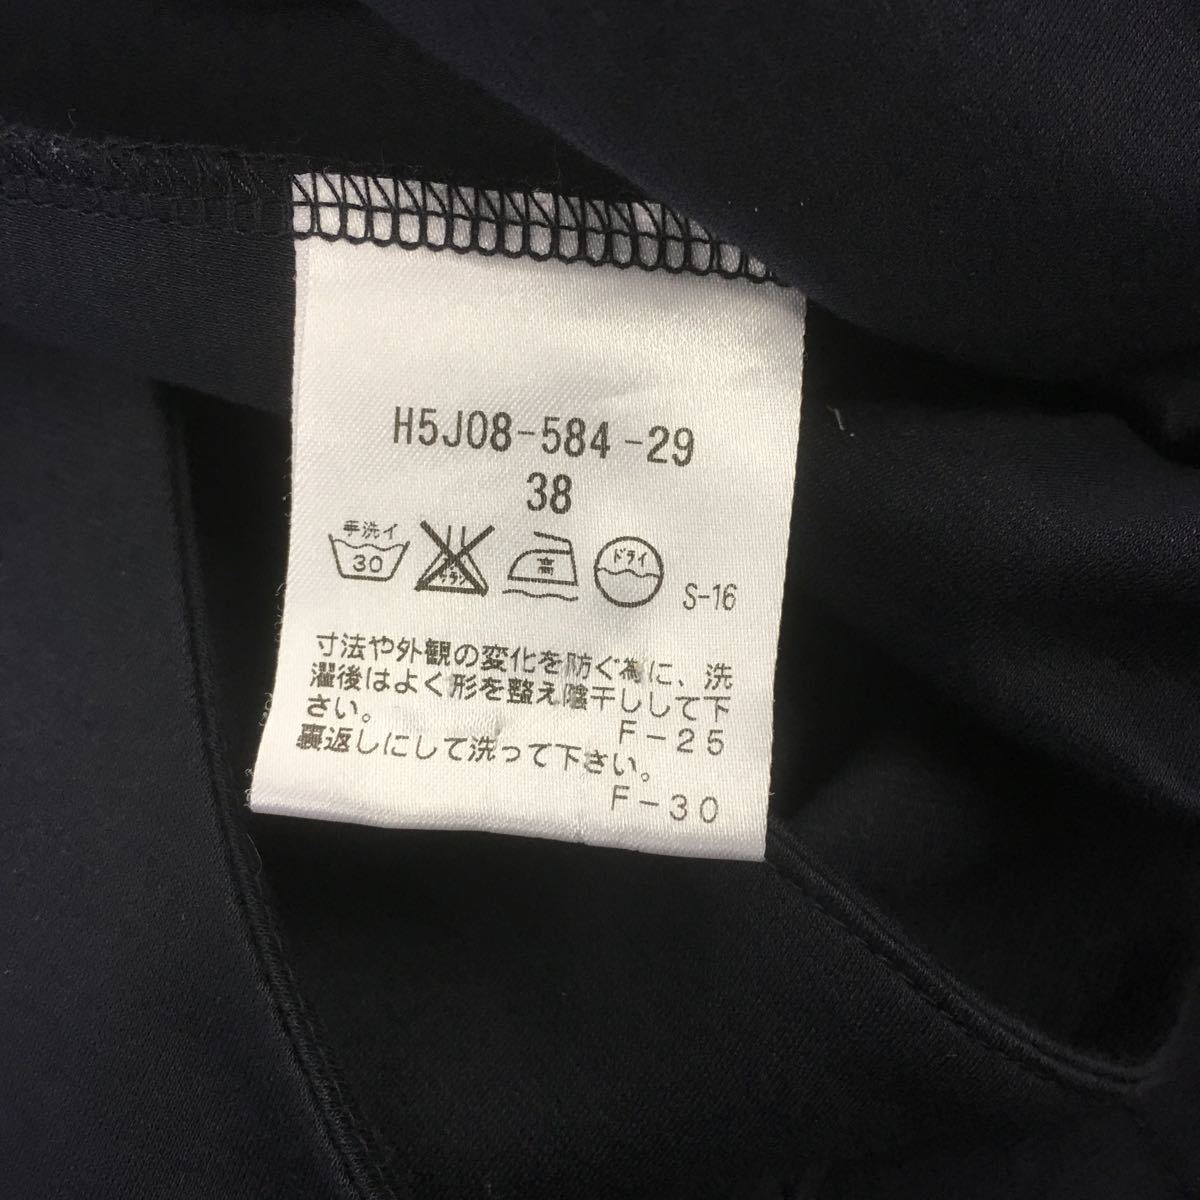 H5J08-584-29
38
手洗イ
30
高
ドライ
S-16
寸法や外観の変化を防ぐ為に、洗
濯後はよく形を整え陰干しして下
さい。
F-25
裏返しにして洗って下さい。
F-30